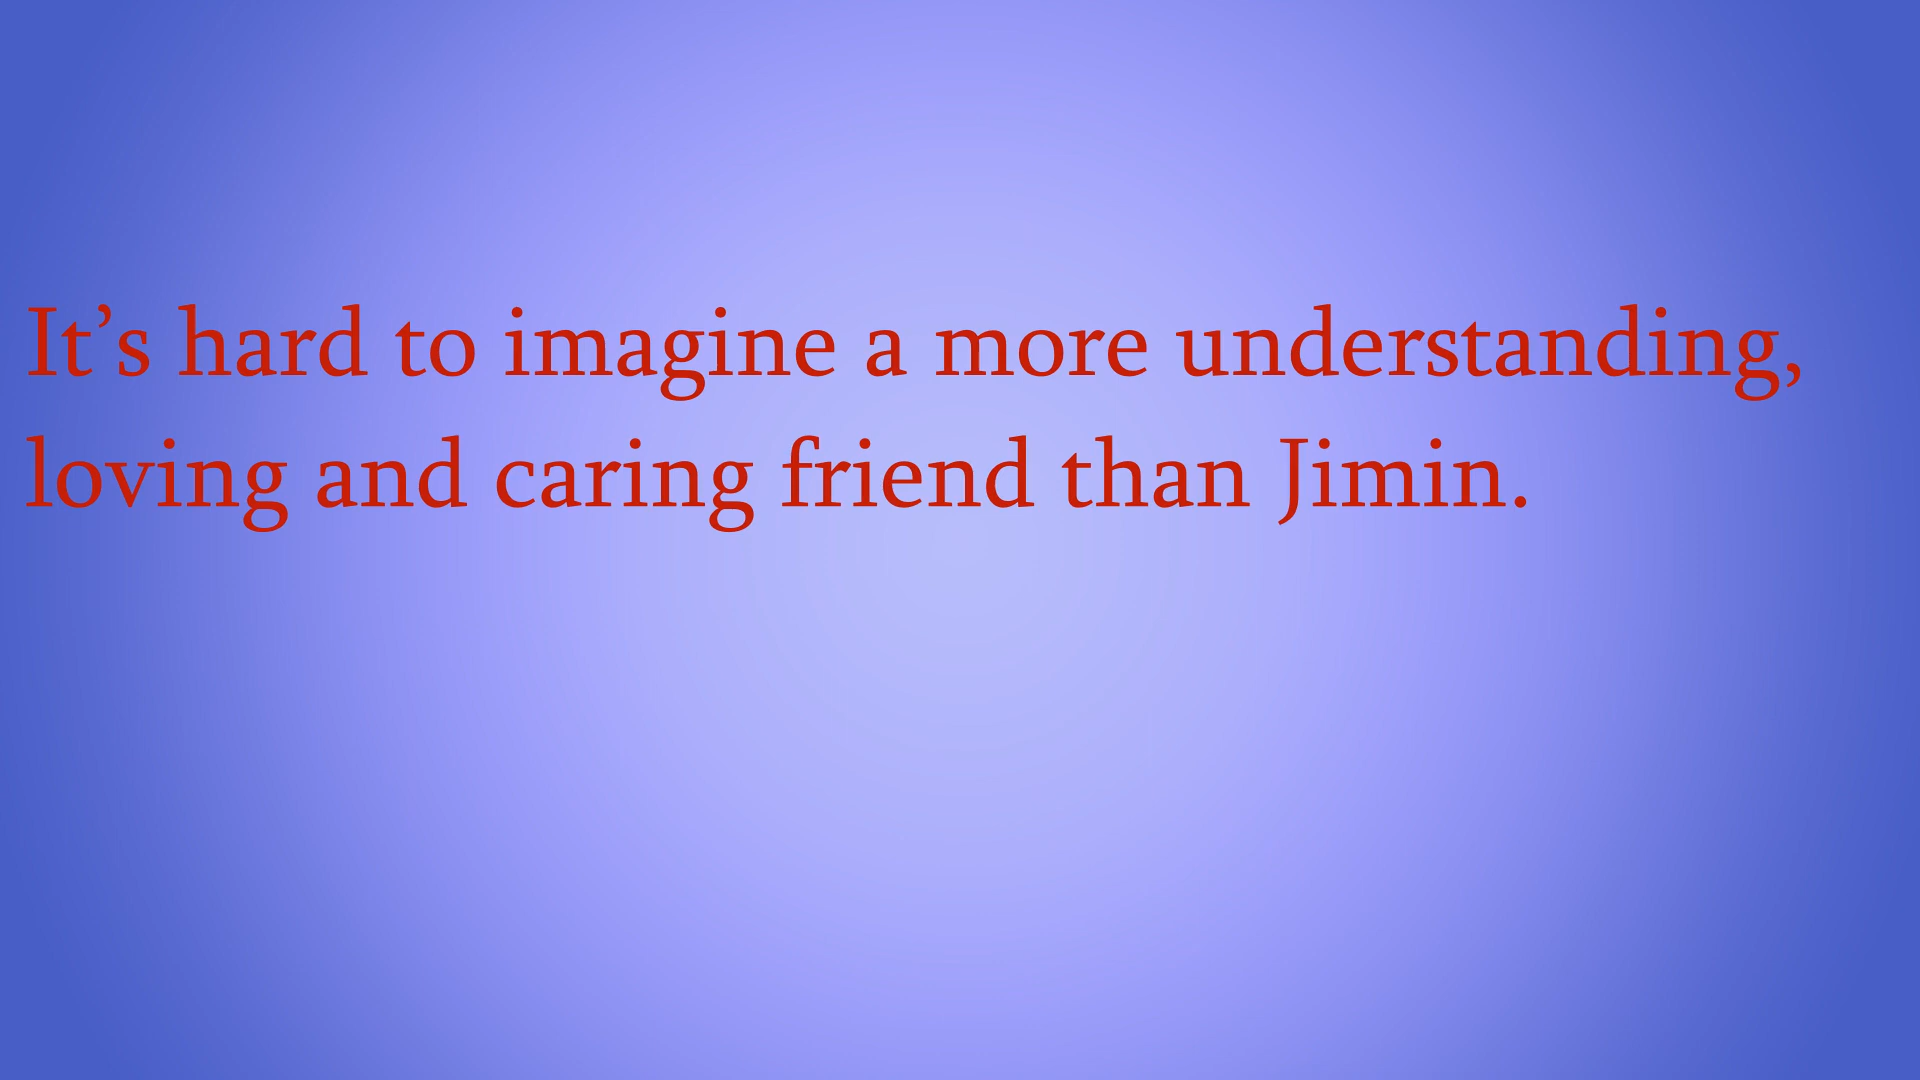 It’s hard to imagine a more understanding,
loving and caring friend than Jimin.